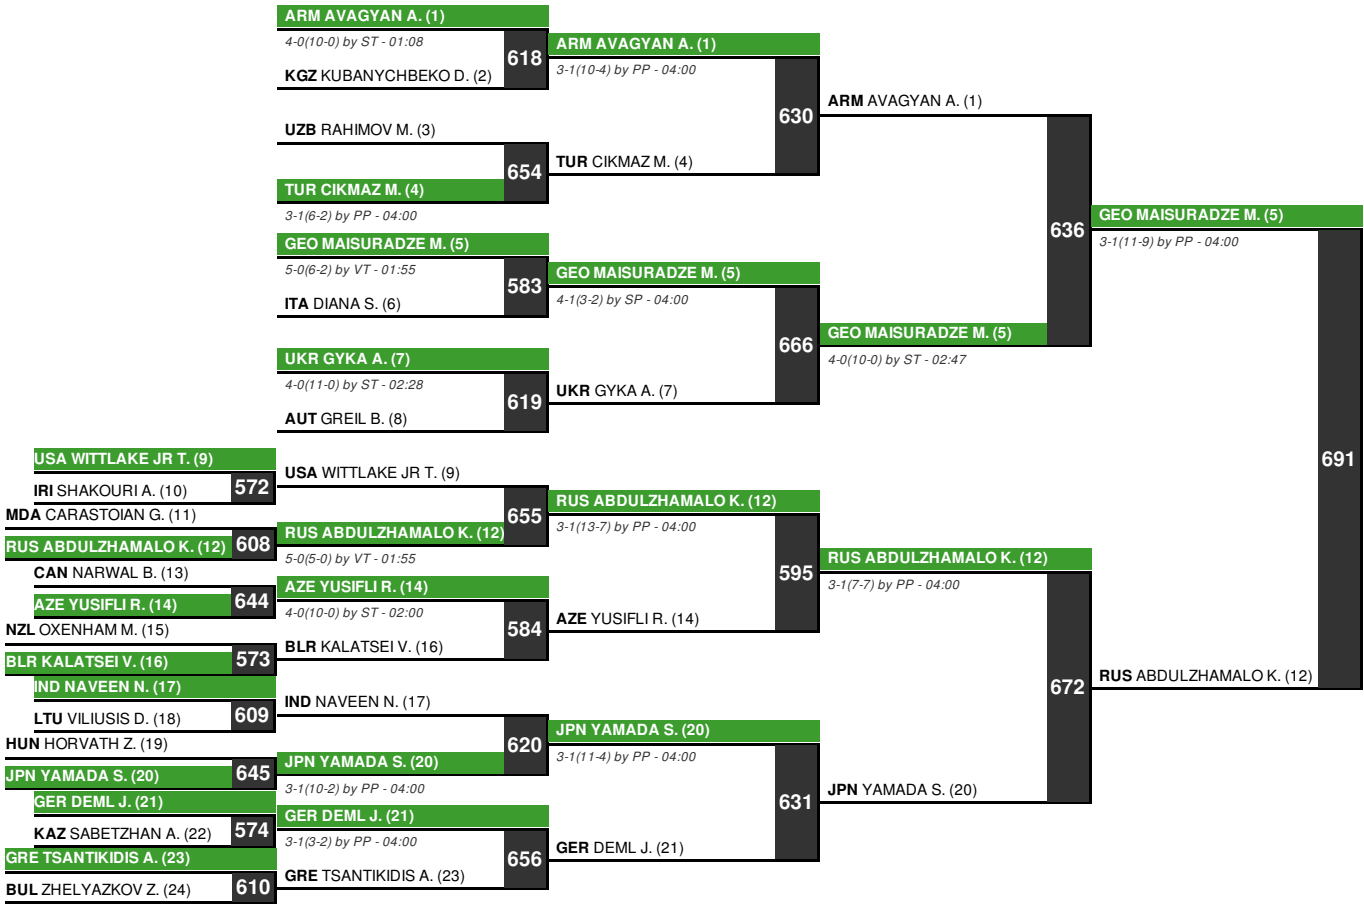 ARM AVAGYAN A. (1)
4-0(10-0) by ST - 01:08
618
KGZ KUBANYCHBEKO D. (2)
UZB RAHIMOV M. (3)
654
TUR CIKMAZ M. (4)
3-1(6-2) by PP - 04:00
GEO MAISURADZE M. (5)
5-0(6-2) by VT - 01:55
583
ITA DIANA S. (6)
UKR GYKA A. (7)
4-0(11-0) by ST - 02:28
619
AUT GREIL B. (8)
USA WITTLAKE JR T. (9)
572
IRI SHAKOURI A. (10)
MDA CARASTOIAN G. (11)
RUS ABDULZHAMALO K. (12)
608
CAN NARWAL B. (13)
AZE YUSIFLI R. (14)
644
NZL OXENHAM M. (15)
BLR KALATSEI V. (16)
573
IND NAVEEN N. (17)
LTU VILIUSIS D. (18)
609
HUN HORVATH Z. (19)
JPN YAMADA S. (20)
645
GER DEML J. (21)
KAZ SABETZHAN A. (22)
574
GRE TSANTIKIDIS A. (23)
BUL ZHELYAZKOV Z. (24)
610
USA WITTLAKE JR T. (9)
655
RUS ABDULZHAMALO K. (12)
5-0(5-0) by VT - 01:55
AZE YUSIFLI R. (14)
4-0(10-0) by ST - 02:00
584
BLR KALATSEI V. (16)
IND NAVEEN N. (17)
620
JPN YAMADA S. (20)
3-1(10-2) by PP - 04:00
GER DEML J. (21)
3-1(3-2) by PP - 04:00
656
GRE TSANTIKIDIS A. (23)
ARM AVAGYAN A. (1)
3-1(10-4) by PP - 04:00
630
TUR CIKMAZ M. (4)
GEO MAISURADZE M. (5)
4-1(3-2) by SP - 04:00
666
UKR GYKA A. (7)
RUS ABDULZHAMALO K. (12)
3-1(13-7) by PP - 04:00
595
AZE YUSIFLI R. (14)
JPN YAMADA S. (20)
3-1(11-4) by PP - 04:00
631
GER DEML J. (21)
ARM AVAGYAN A. (1)
636
GEO MAISURADZE M. (5)
4-0(10-0) by ST - 02:47
RUS ABDULZHAMALO K. (12)
3-1(7-7) by PP - 04:00
672
JPN YAMADA S. (20)
GEO MAISURADZE M. (5)
3-1(11-9) by PP - 04:00
691
RUS ABDULZHAMALO K. (12)